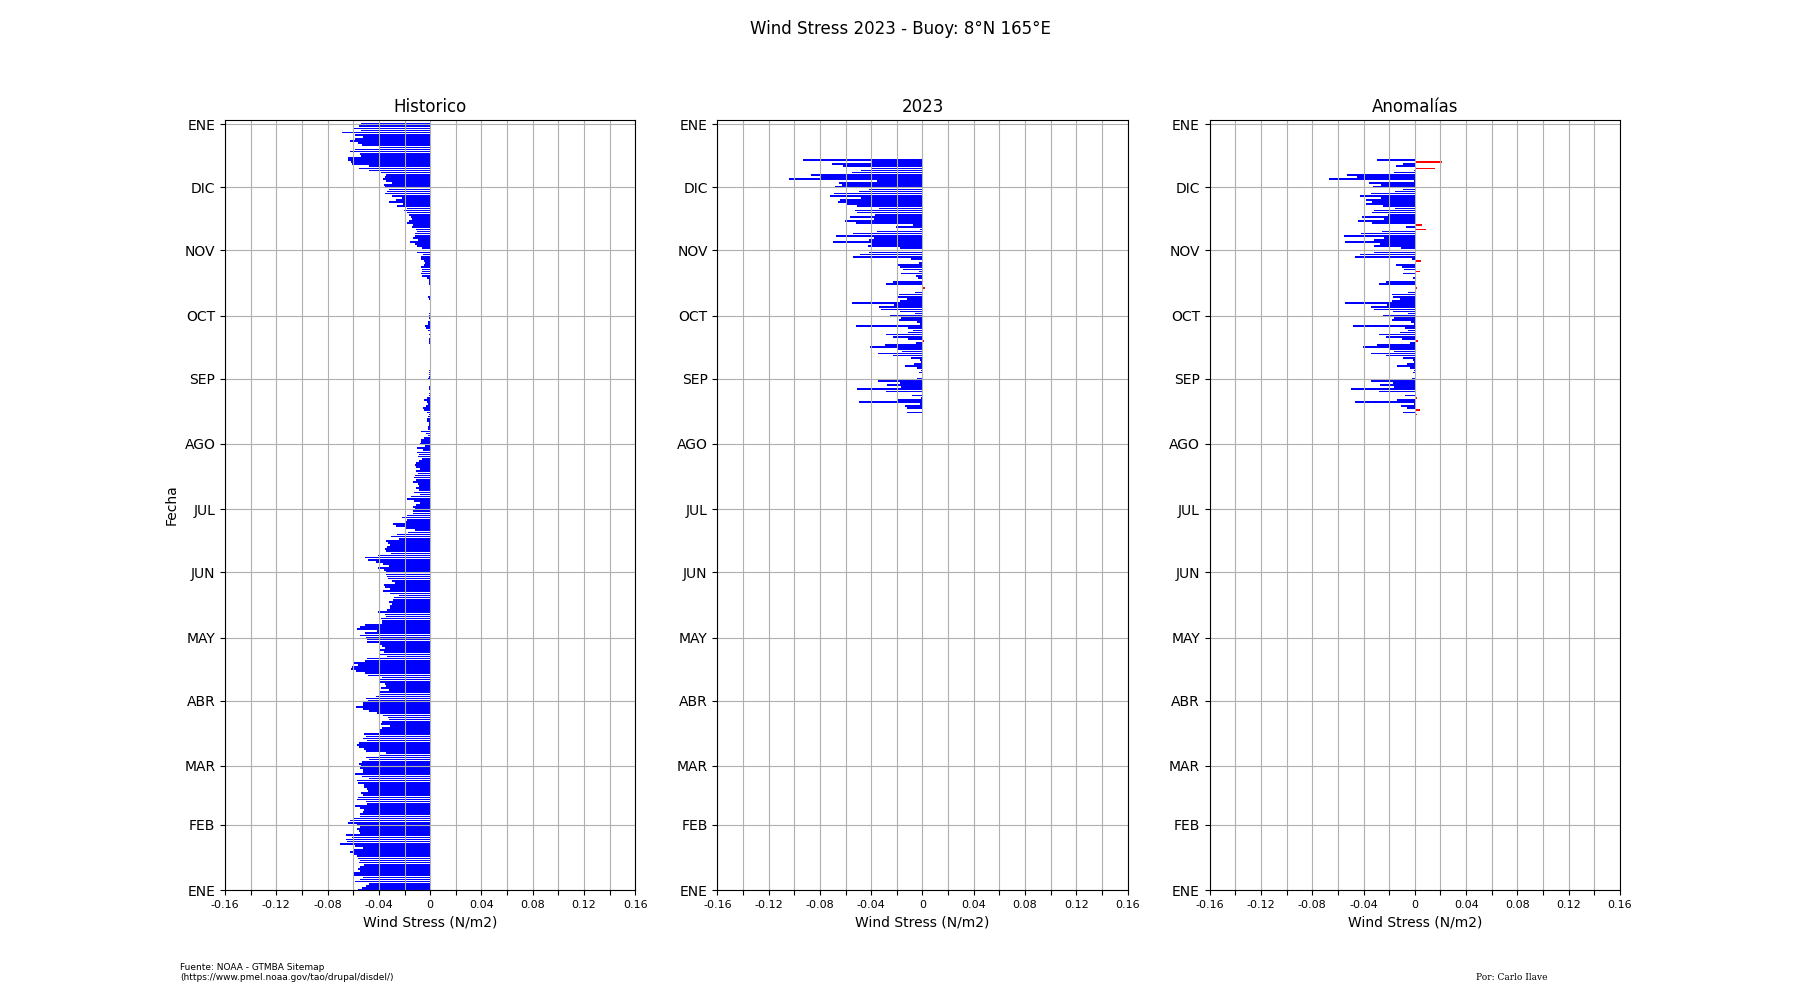 Wind Stress 2023 - Buoy: 8°N 165°E
Historico
ENE
DIC
NOV
OCT
SEP
AGO
JUL
JUN
MAY
ABR
MAR
FEB
ENE
Fecha
-0.16 -0.12 -0.08 -0.04 0 0.04 0.08 0.12 0.16
Wind Stress (N/m2)
2023
ENE
DIC
NOV
OCT
SEP
AGO
JUL
JUN
MAY
ABR
MAR
FEB
ENE
-0.16 -0.12 -0.08 -0.04 0 0.04 0.08 0.12 0.16
Wind Stress (N/m2)
Anomalías
ENE
DIC
NOV
OCT
SEP
AGO
JUL
JUN
MAY
ABR
MAR
FEB
ENE
-0.16 -0.12 -0.08 -0.04 0 0.04 0.08 0.12 0.16
Wind Stress (N/m2)
Fuente: NOAA - GTMBA Sitemap
(https://www.pmel.noaa.gov/tao/drupal/disdel/)
Por: Carlo Ilave